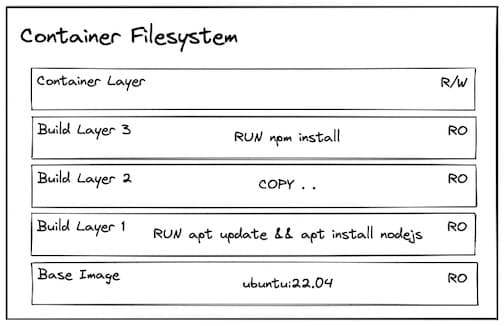 Container Filesystem
Container Layer R/W
Build Layer 3 RUN npm install RO
Build Layer 2 COPY . . RO
Build Layer 1 RUN apt update && apt install nodejs RO
Base Image ubuntu:22.04 RO